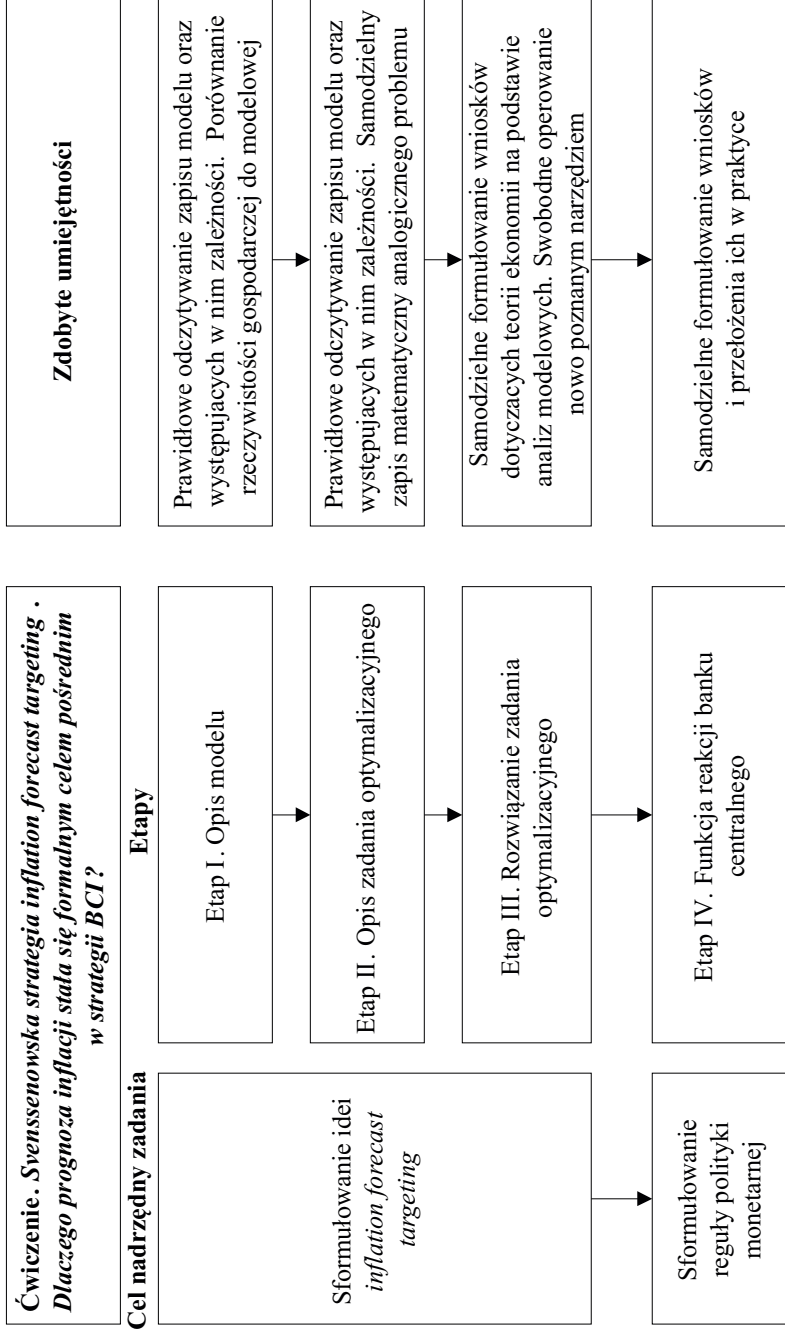 Ćwiczenie. Svenssenowska strategia inflation forecast targeting .
Dlaczego prognoza inflacji stała się formalnym celem pośrednim
w strategii BCI?
Zdobyte umiejętności
Cel nadrzędny zadania
Etapy
Sformułowanie idei
inflation forecast
targeting
Etap I. Opis modelu
Prawidłowe odczytywanie zapisu modelu oraz
występujacych w nim zależności. Porównanie
rzeczywistości gospodarczej do modelowej
Etap II. Opis zadania optymalizacyjnego
Prawidłowe odczytywanie zapisu modelu oraz
występujacych w nim zależności. Samodzielny
zapis matematyczny analogicznego problemu
Etap III. Rozwiązanie zadania
optymalizacyjnego
Samodzielne formułowanie wniosków
dotyczacych teorii ekonomii na podstawie
analiz modelowych. Swobodne operowanie
nowo poznanym narzędziem
Sformułowanie
reguły polityki
monetarnej
Etap IV. Funkcja reakcji banku
centralnego
Samodzielne formułowanie wniosków
i przełożenia ich w praktyce